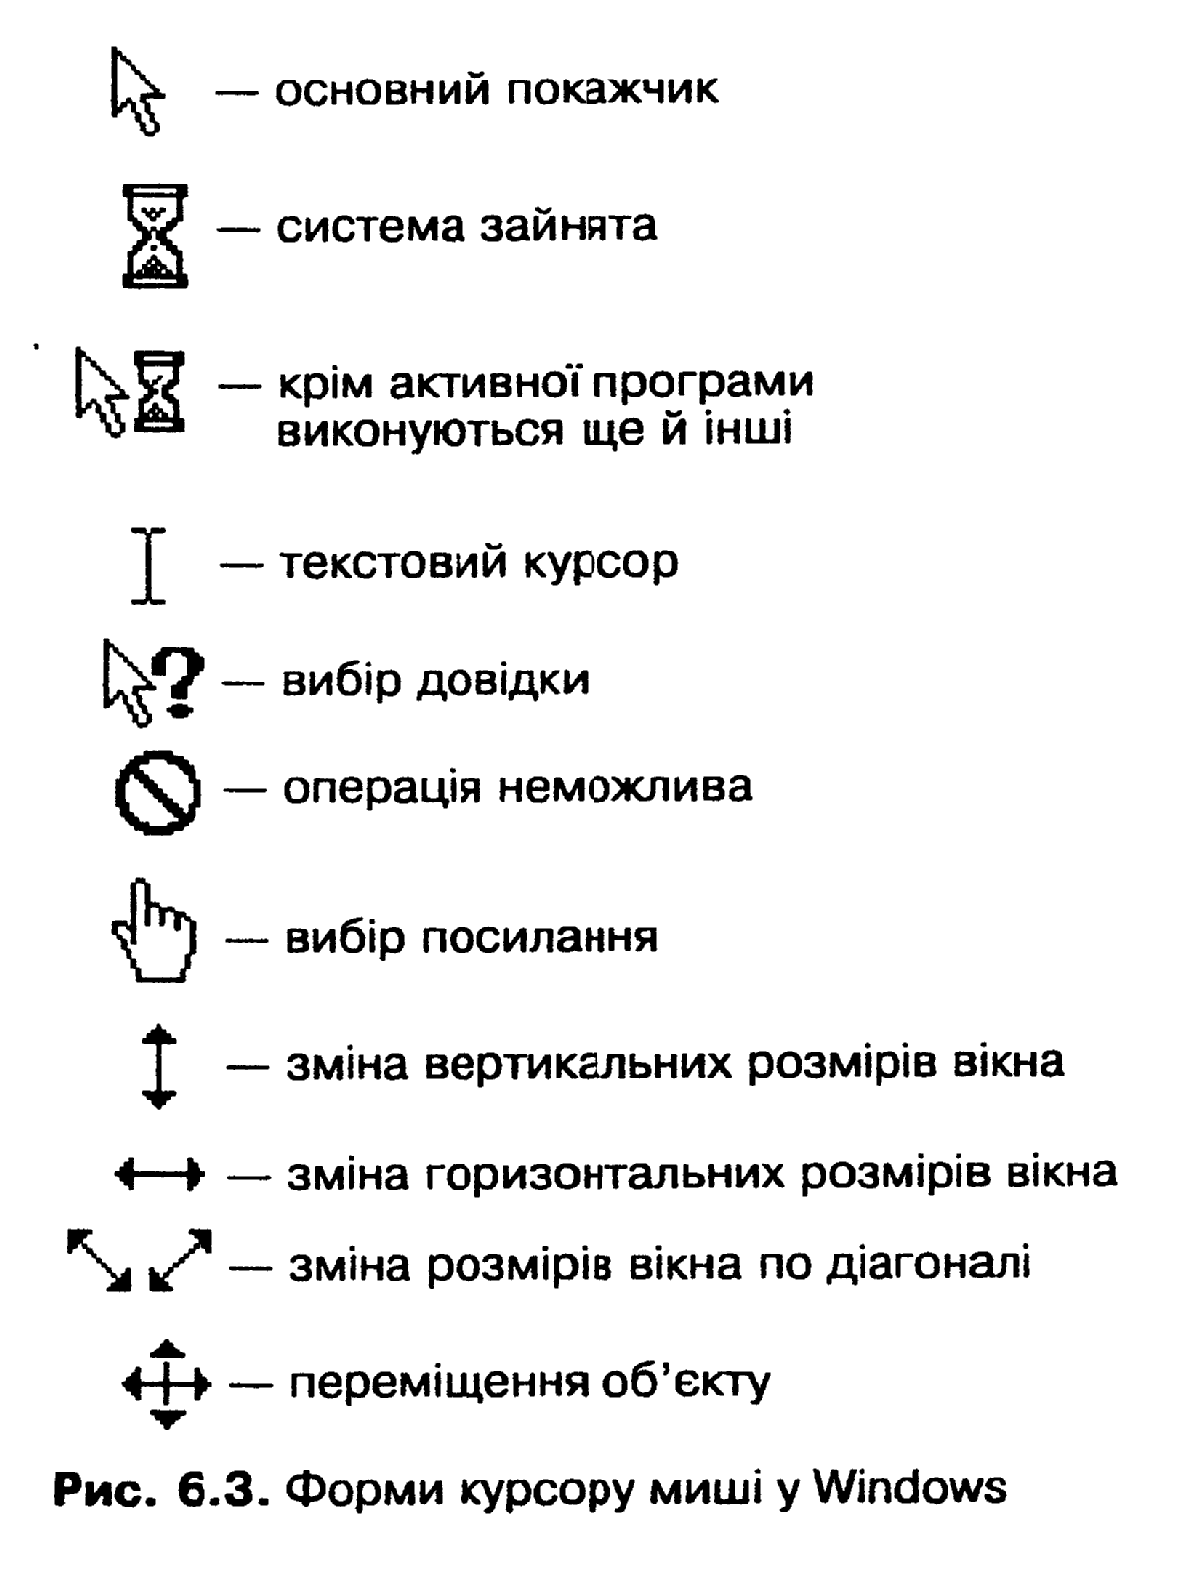 — основний покажчик
— система зайнята
— крім активної програми
виконуються ще й інші
— текстовий курсор
— вибір довідки
— операція неможлива
— вибір посилання
— зміна вертикальних розмірів вікна
— зміна горизонтальних розмірів вікна
— зміна розмірів вікна по діагоналі
— переміщення об’єкту
Рис. 6.3. Форми курсору миші у Windows